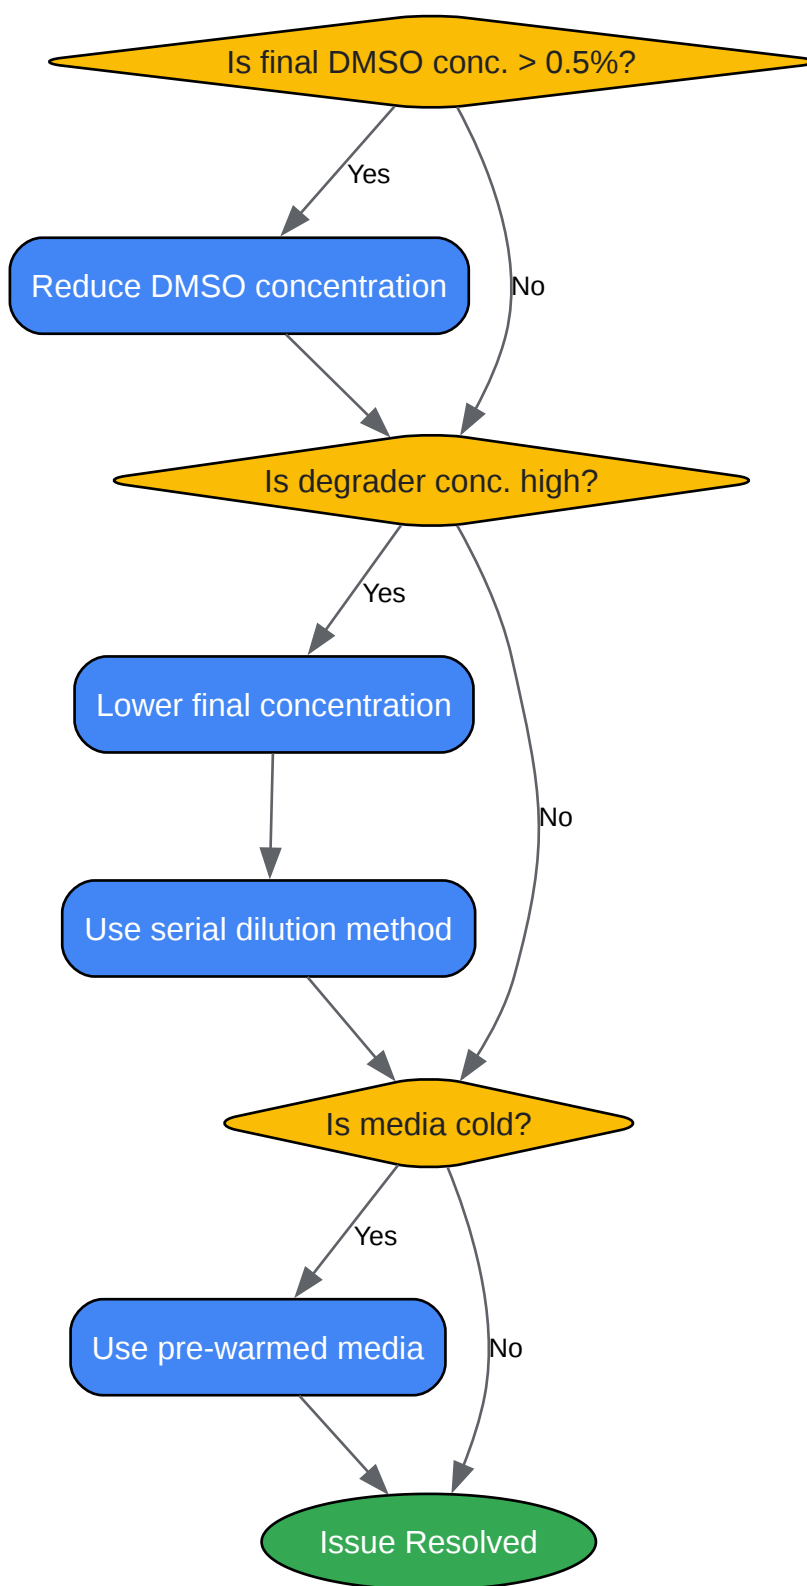 Is final DMSO conc. > 0.5%?
Yes
Reduce DMSO concentration
No
Is degrader conc. high?
Yes
Lower final concentration
No
Use serial dilution method
Is media cold?
Yes
Use pre-warmed media
No
Issue Resolved